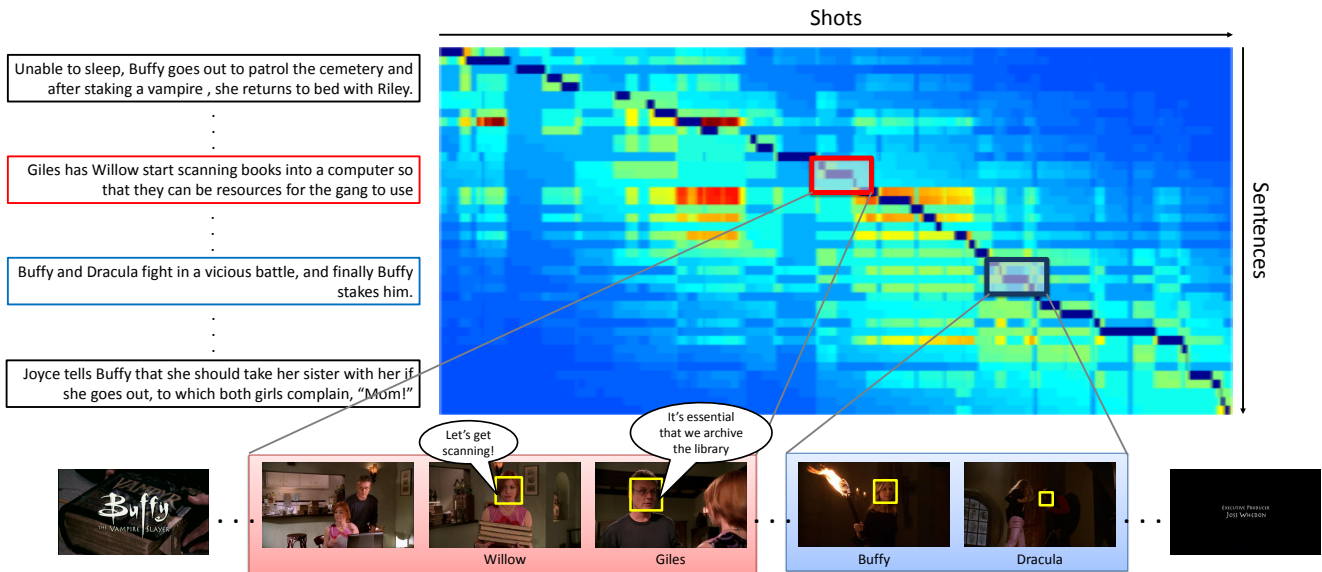 Shots
Unable to sleep, Buffy goes out to patrol the cemetery and
after staking a vampire , she returns to bed with Riley.
Giles has Willow start scanning books into a computer so
that they can be resources for the gang to use
Buffy and Dracula fight in a vicious battle, and finally Buffy
stakes him.
Joyce tells Buffy that she should take her sister with her if
she goes out, to which both girls complain, “Mom!”
Sentences
Let's get
scanning!
It's essential
that we archive
the library
VAMPYR
Buffy
THE VAMPIRE SLAYER
Willow
Giles
Buffy
Dracula
EXECUTIVE PRODUCER
JOSS WHEDON